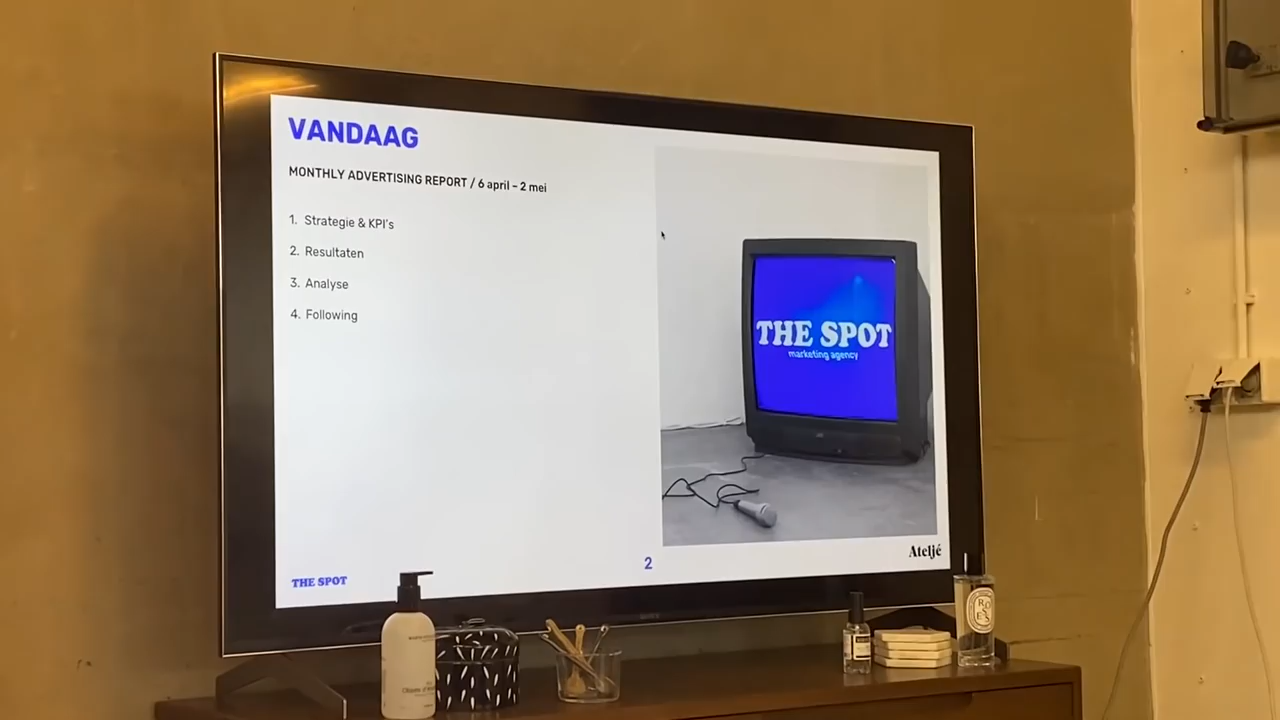 VANDAAG
MONTHLY ADVERTISING REPORT / 6 april – 2 mei
1. Strategie & KPI's
2. Resultaten
3. Analyse
4. Following
THE SPOT
marketing agency
Ateljé
2
THE SPOT
SONY